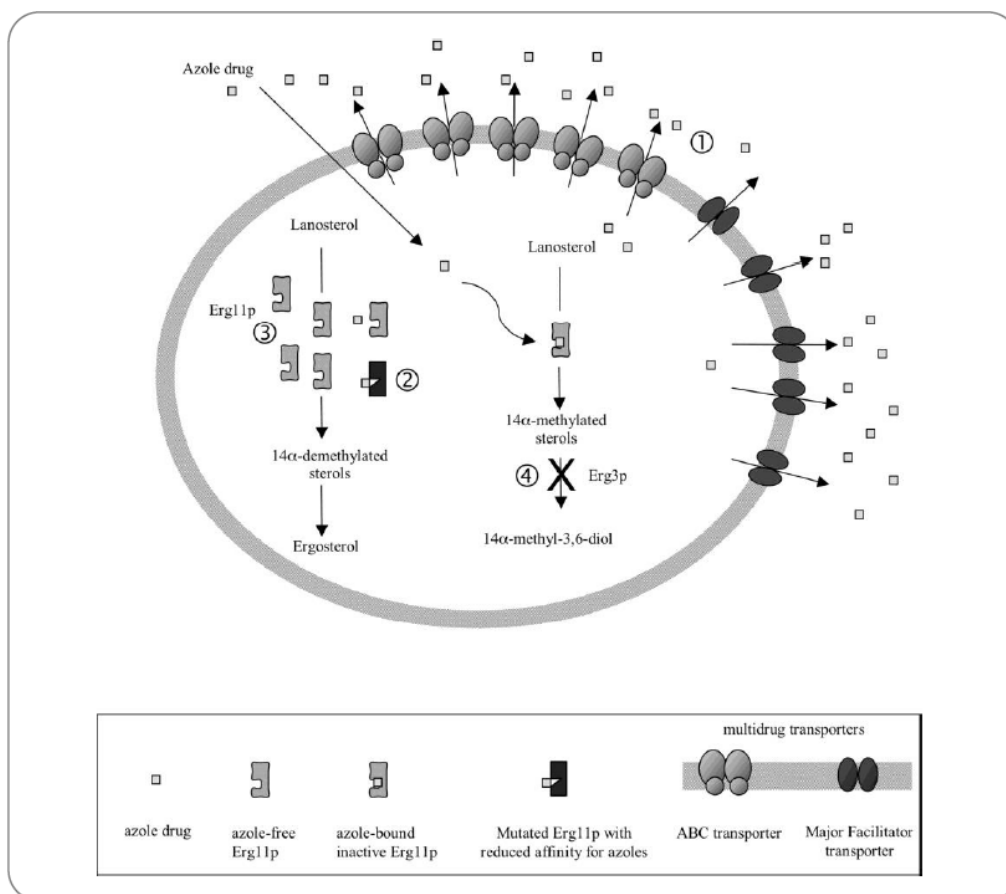 Azole drug
①
Lanosterol
Lanosterol
Erg11p
③
②
14α-methylated
sterols
14α-demethylated
sterols
④
Erg3p
14α-methyl-3,6-diol
Ergosterol
multidrug transporters
azole drug
azole-free
Erg11p
azole-bound
inactive Erg11p
Mutated Erg11p with
reduced affinity for azoles
ABC transporter
Major Facilitator
transporter